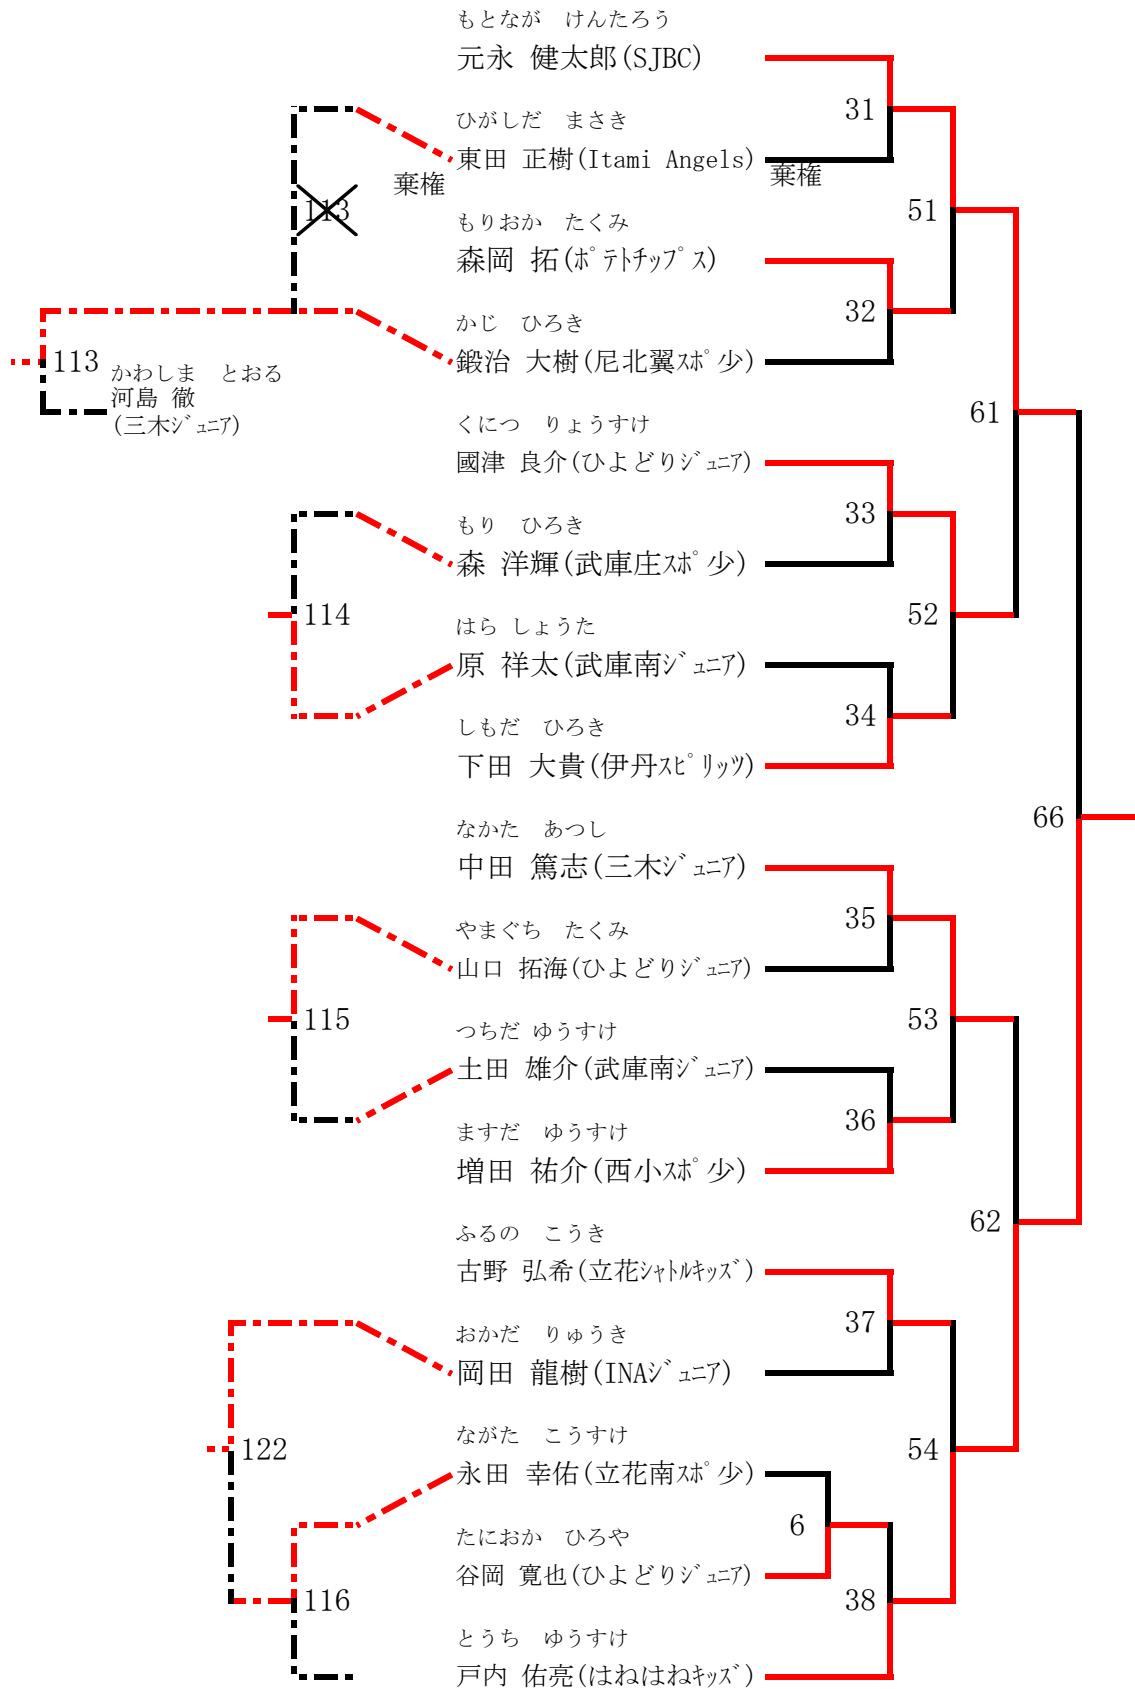 もとなが けんたろう
元永 健太郎(SJBC)
31
ひがしだ まさき
東田 正樹(Itami Angels)
棄権
棄権
113
51
もりおか たくみ
森岡 拓(ポテトチップス)
32
かじ ひろき
鍛治 大樹(尼北翼スポ少)
113
かわしま とおる
河島 徹
(三木ジュニア)
61
くにつ りょうすけ
國津 良介(ひよどりジュニア)
33
もり ひろき
森 洋輝(武庫庄スポ少)
114
52
はら しょうた
原 祥太(武庫南ジュニア)
34
しもだ ひろき
下田 大貴(伊丹スピリッツ)
66
なかた あつし
中田 篤志(三木ジュニア)
35
やまぐち たくみ
山口 拓海(ひよどりジュニア)
115
53
つちだ ゆうすけ
土田 雄介(武庫南ジュニア)
36
ますだ ゆうすけ
増田 祐介(西小スポ少)
62
ふるの こうき
古野 弘希(立花シャトルキッズ)
37
おかだ りゅうき
岡田 龍樹(INAジュニア)
122
54
ながた こうすけ
永田 幸佑(立花南スポ少)
6
たにおか ひろや
谷岡 寛也(ひよどりジュニア)
116
38
とうち ゆうすけ
戸内 佑亮(はねはねキッズ)